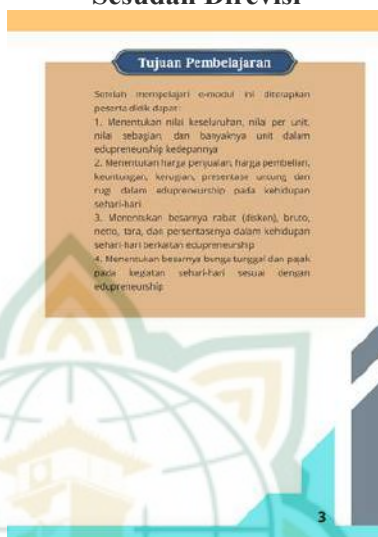 Sesudah Direvisi
Tujuan Pembelajaran
Setelah mempelajari e-modul ini diterapkan
peserta didik dapat:
1. Menentukan nilai keseluruhan, nilai per unit,
nilai sebagian, dan banyaknya unit dalam
edupreneurship kedepannya
2. Menentukan harga penjualan, harga pembelian,
keuntungan, kerugian, presentase untung dan
rugi dalam edupreneurship pada kehidupan
sehari-hari
3. Menentukan besarnya rabat (diskon), bruto,
netto, tara, dan persentasenya dalam kehidupan
sehari-hari berkaitan edupreneurship
4. Menentukan besarnya bunga tunggal dan pajak
pada kegiatan sehari-hari sesuai dengan
edupreneurship
3